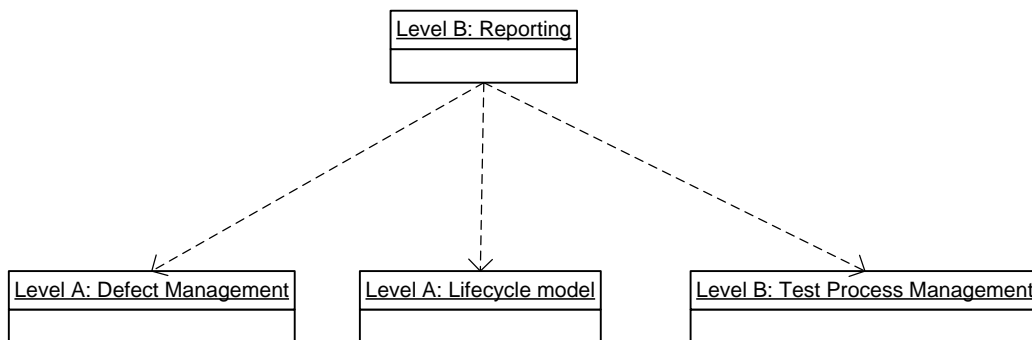 Level B: Reporting
Level A: Defect Management
Level A: Lifecycle model
Level B: Test Process Management